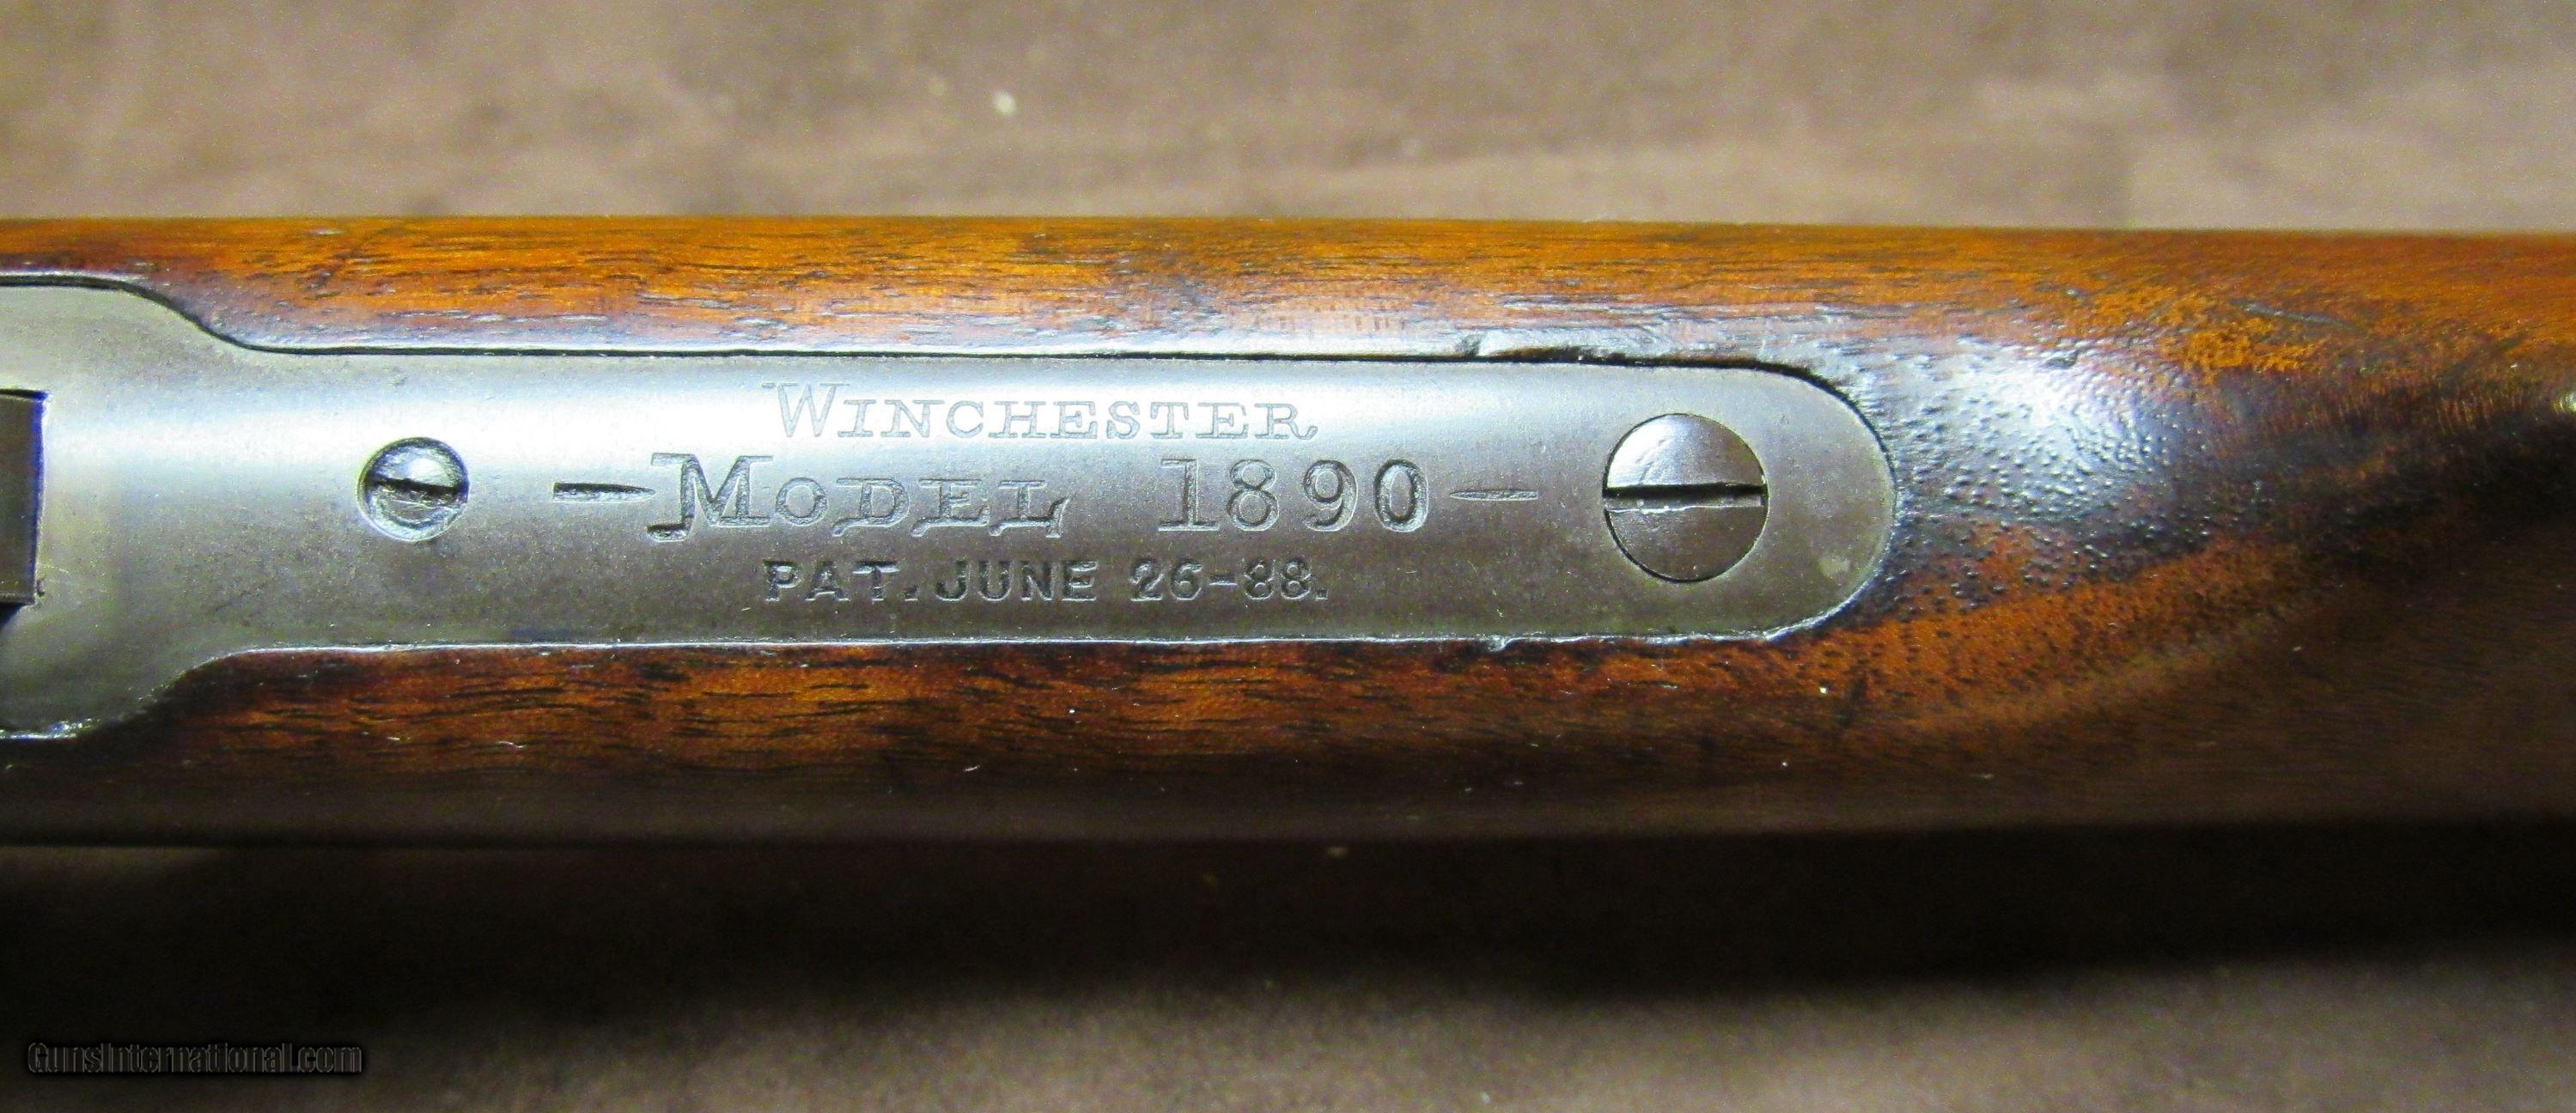 WINCHESTER
—MODEL 1890—
PAT. JUNE 26-88.
GunsInternational.com